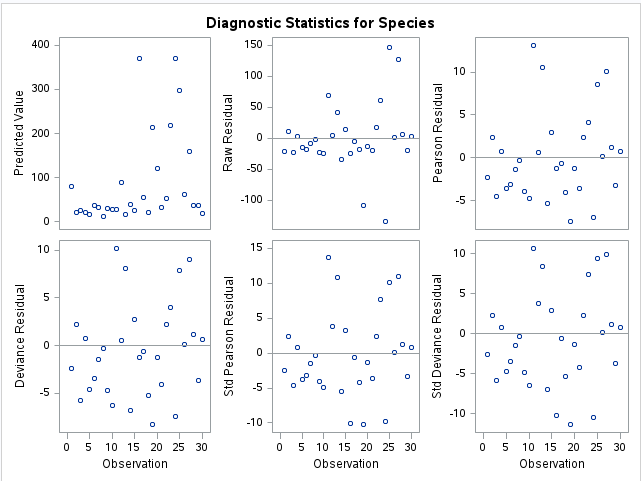 Diagnostic Statistics for Species
Predicted Value
400
300
200
100
0
Raw Residual
150
100
50
0
-50
-100
Pearson Residual
10
5
0
-5
Deviance Residual
10
5
0
-5
0 5 10 15 20 25 30
Observation
Std Pearson Residual
15
10
5
0
-5
-10
0 5 10 15 20 25 30
Observation
Std Deviance Residual
10
5
0
-5
-10
0 5 10 15 20 25 30
Observation